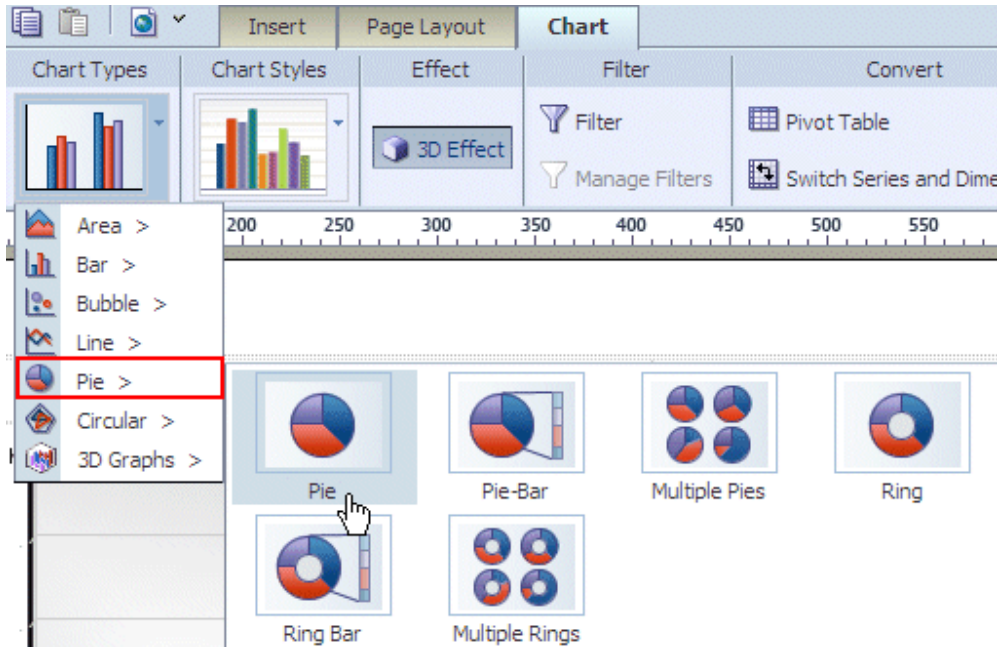 Insert
Page Layout
Chart
Chart Types
Chart Styles
Effect
Filter
Convert
3D Effect
Filter
Manage Filters
Pivot Table
Switch Series and Dime
200 250 300 350 400 450 500 550
Area >
Bar >
Bubble >
Line >
Pie >
Circular >
3D Graphs >
Pie
Pie-Bar
Multiple Pies
Ring
Ring Bar
Multiple Rings